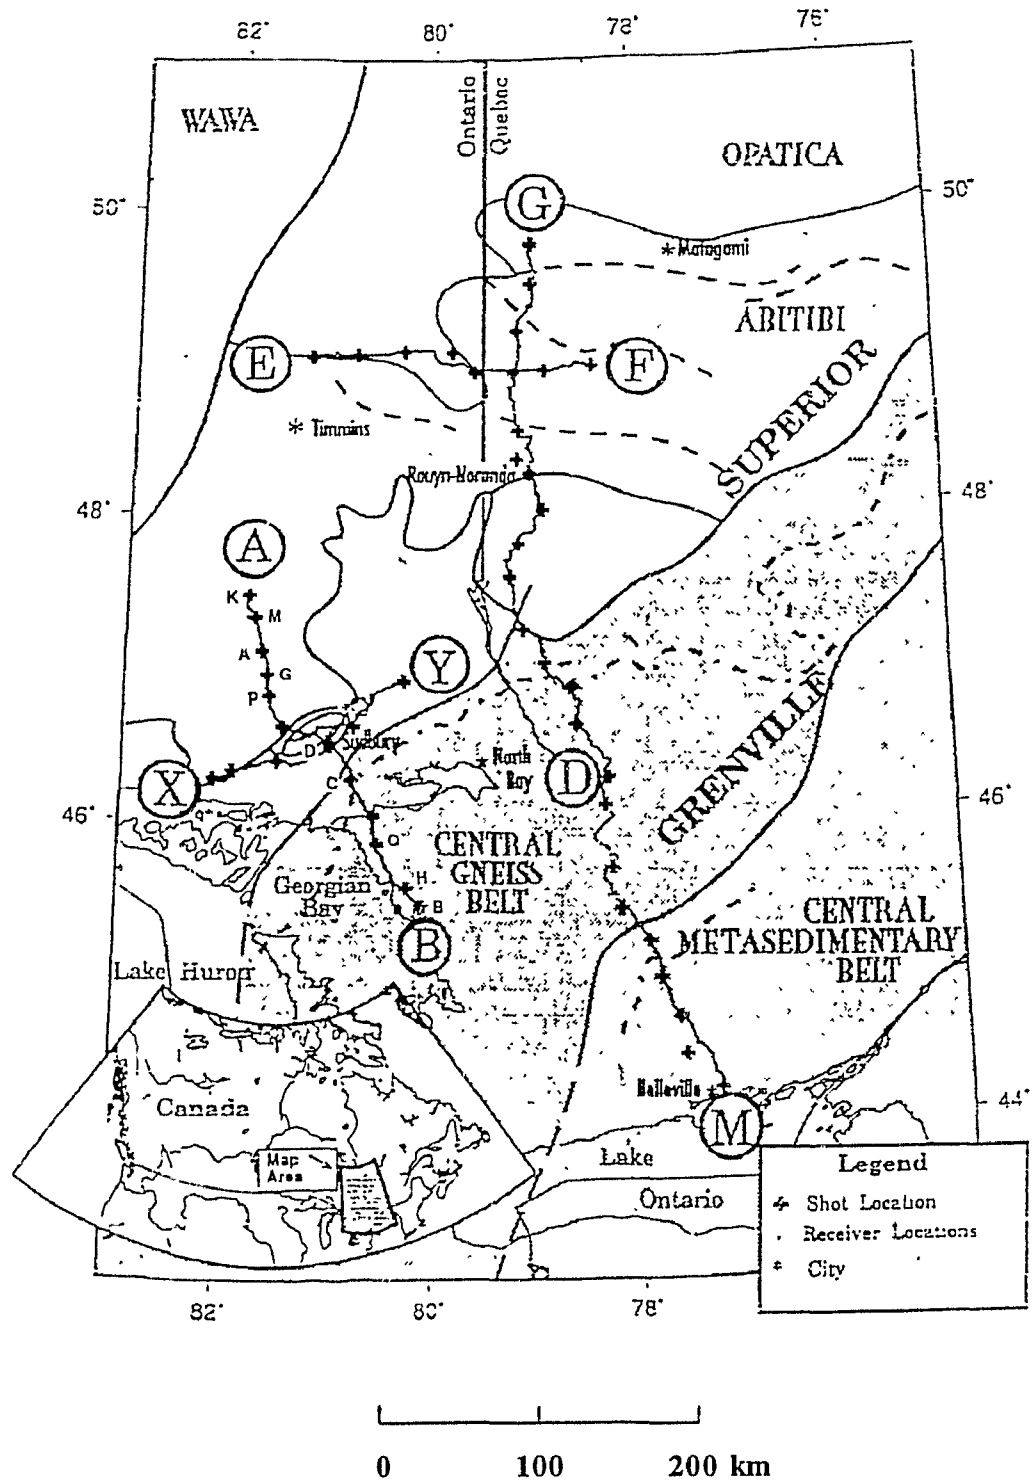 82°
80°
78°
76°
WAWA
Ontario
Quebec
OPATICA
50°
50°
G
*Matagami
ABITIBI
E
F
SUPERIOR
* Timmins
Rouyn-Noranda
48°
48°
A
K
M
A
G
P
Y
D
Sudbury
North
Bay
X
D
C
46°
46°
GRENVILLE
O
CENTRAL
GNEISS
BELT
H
B
Georgian
Bay
B
CENTRAL
METASEDIMENTARY
BELT
Lake Huron
Canada
Belleville
44°
M
Map
Area
Lake
Ontario
Legend
Shot Location
Receiver Locations
City
82°
80°
78°
0 100 200 km